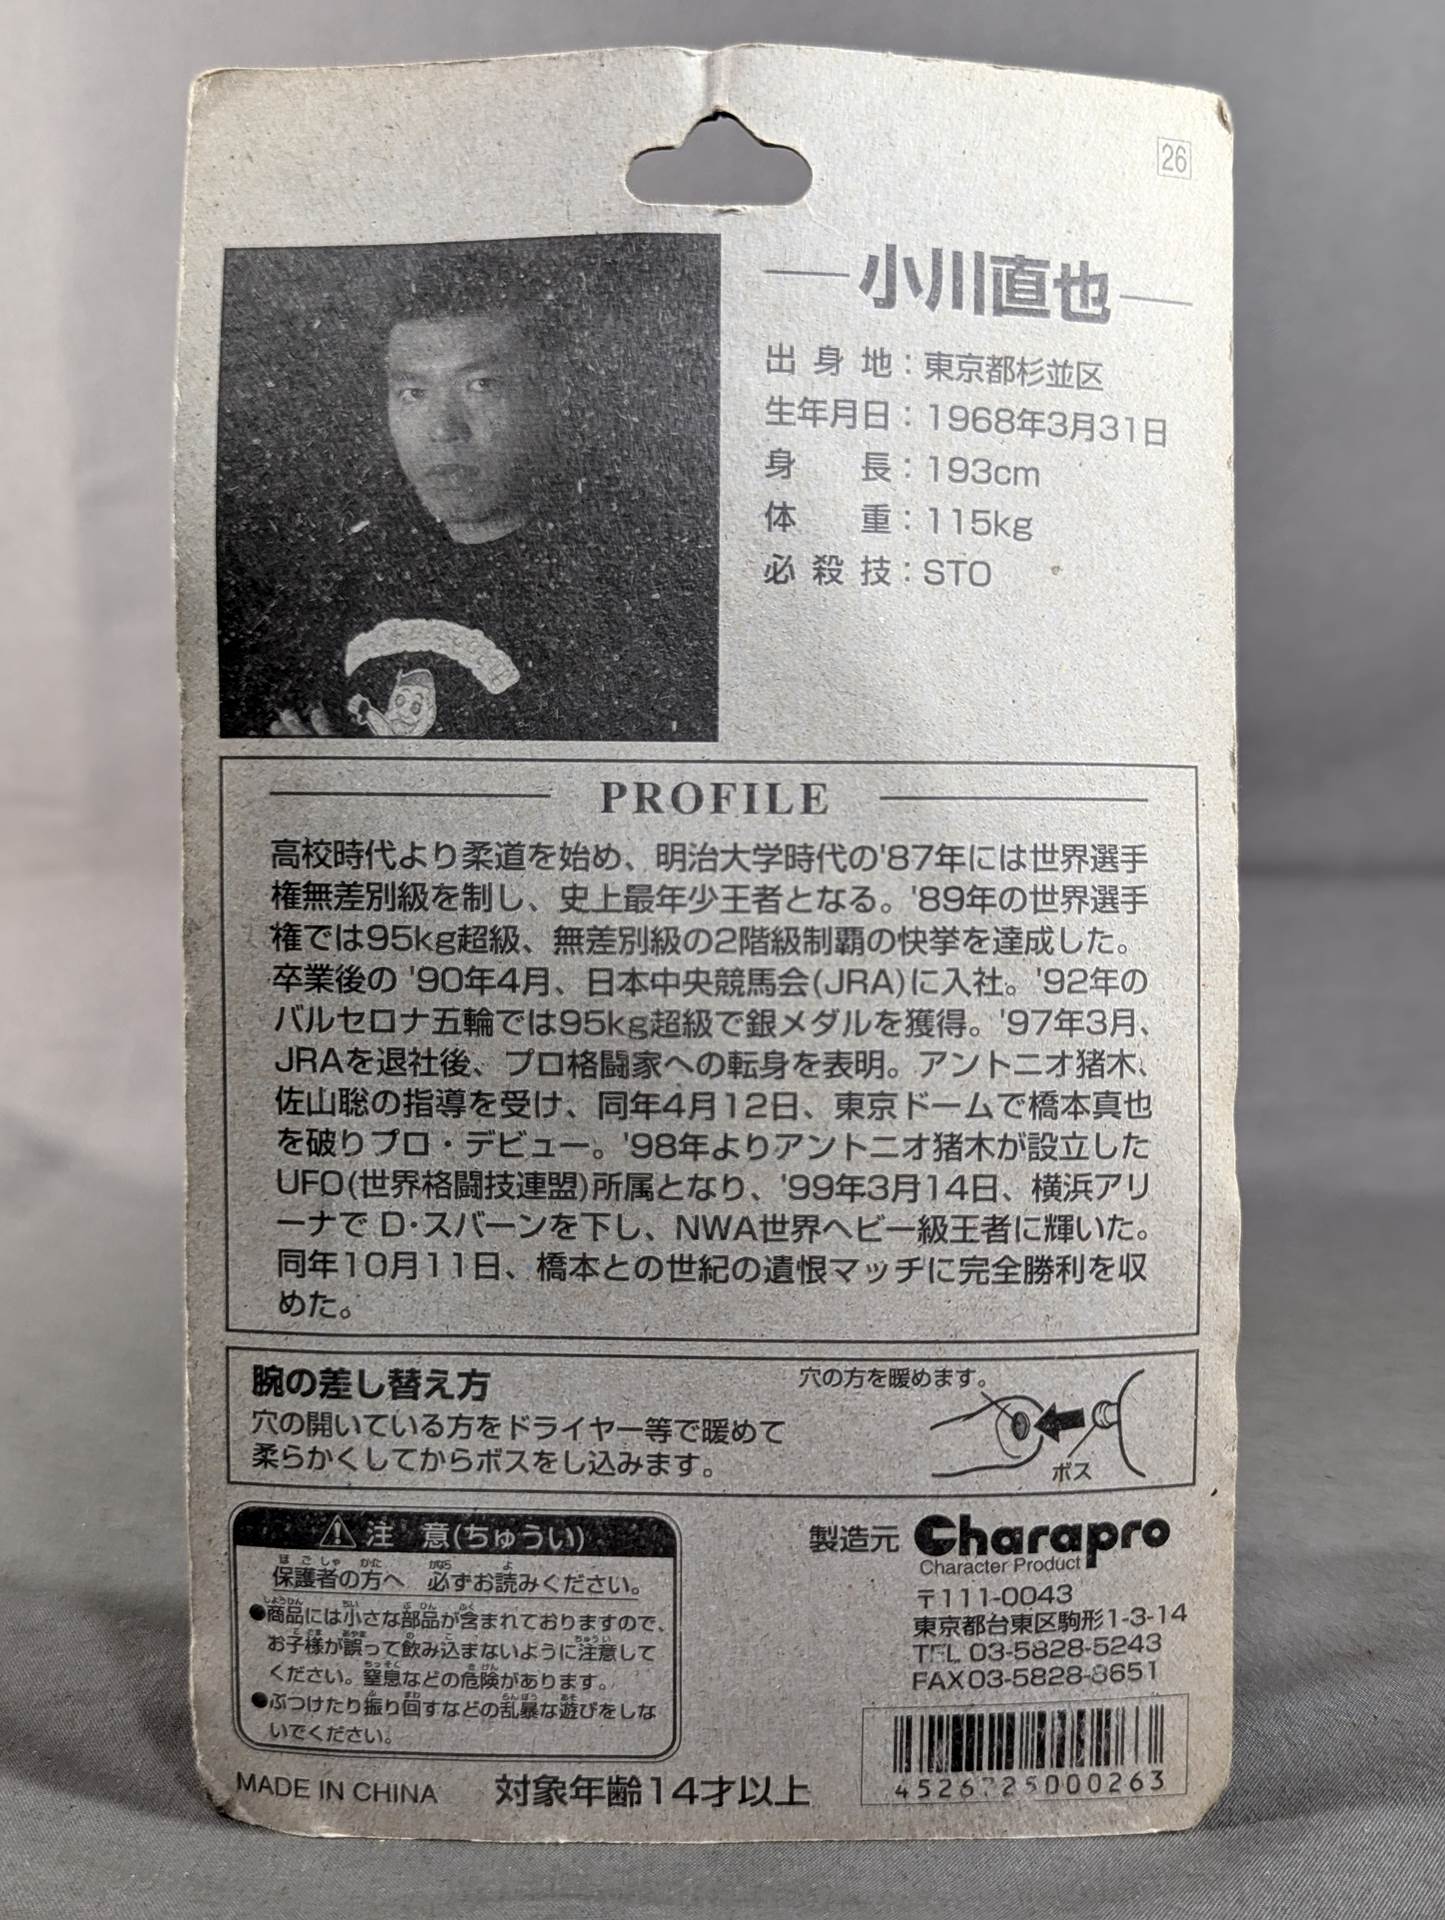 26
小川直也
出身地：東京都杉並区
生年月日：1968年3月31日
身長：193cm
体重：115kg
必殺技：STO
PROFILE
高校時代より柔道を始め、明治大学時代の'87年には世界選手
権無差別級を制し、史上最年少王者となる。'89年の世界選手
権では95kg超級、無差別級の2階級制覇の快挙を達成した。
卒業後の'90年4月、日本中央競馬会(JRA)に入社。'92年の
バルセロナ五輪では95kg超級で銀メダルを獲得。'97年3月、
JRAを退社後、プロ格闘家への転身を表明。アントニオ猪木、
佐山聡の指導を受け、同年4月12日、東京ドームで橋本真也
を破りプロ・デビュー。'98年よりアントニオ猪木が設立した
UFO(世界格闘技連盟)所属となり、'99年3月14日、横浜アリ
ーナで D・スバーンを下し、NWA世界ヘビー級王者に輝いた。
同年10月11日、橋本との世紀の遺恨マッチに完全勝利を収
めた。
腕の差し替え方
穴の開いている方をドライヤー等で暖めて
柔らかくしてからボスをし込みます。
穴の方を暖めます。
ボス
注 意(ちゅうい)
保護者の方へ 必ずお読みください。
●商品には小さな部品が含まれておりますので、
お子様が誤って飲み込まないように注意して
ください。窒息などの危険があります。
●ぶつけたり振り回すなどの乱暴な遊びをしな
いでください。
製造元 Charapro
Character Product
〒111-0043
東京都台東区駒形1-3-14
TEL 03-5828-5243
FAX03-5828-8651
4526725000263
MADE IN CHINA
対象年齢14才以上